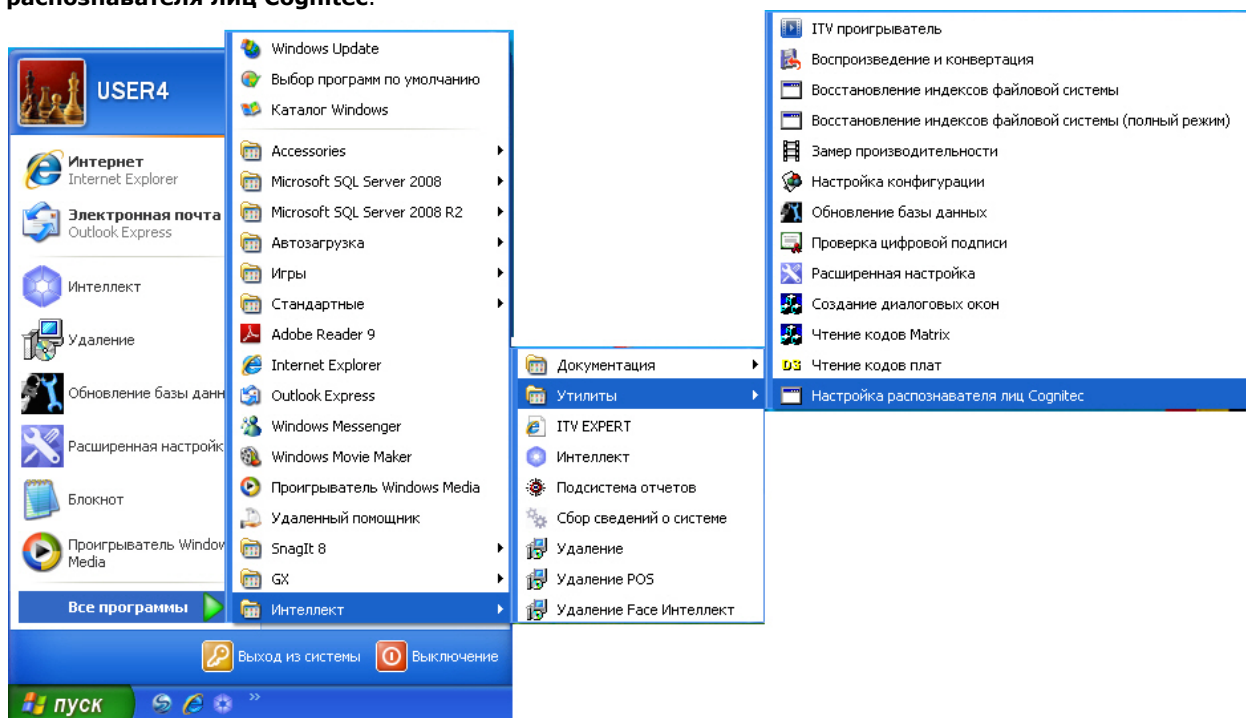 распознавателя лиц Cognitec.
USER4
Интернет
Internet Explorer
Электронная почта
Outlook Express
Интеллект
Удаление
Обновление базы данн
Расширенная настройк
Блокнот
Проигрыватель Window
Media
Все программы
Windows Update
Выбор программ по умолчанию
Каталог Windows
Accessories
Microsoft SQL Server 2008
Microsoft SQL Server 2008 R2
Автозагрузка
Игры
Стандартные
Adobe Reader 9
Internet Explorer
Outlook Express
Windows Messenger
Windows Movie Maker
Проигрыватель Windows Media
Удаленный помощник
SnagIt 8
GX
Интеллект
Документация
Утилиты
ITV EXPERT
Интеллект
Подсистема отчетов
Сбор сведений о системе
Удаление
Удаление POS
Удаление Face Интеллект
ITV проигрыватель
Воспроизведение и конвертация
Восстановление индексов файловой системы
Восстановление индексов файловой системы (полный режим)
Замер производительности
Настройка конфигурации
Обновление базы данных
Проверка цифровой подписи
Расширенная настройка
Создание диалоговых окон
Чтение кодов Matrix
Чтение кодов плат
Настройка распознавателя лиц Cognitec
Выход из системы
Выключение
пуск